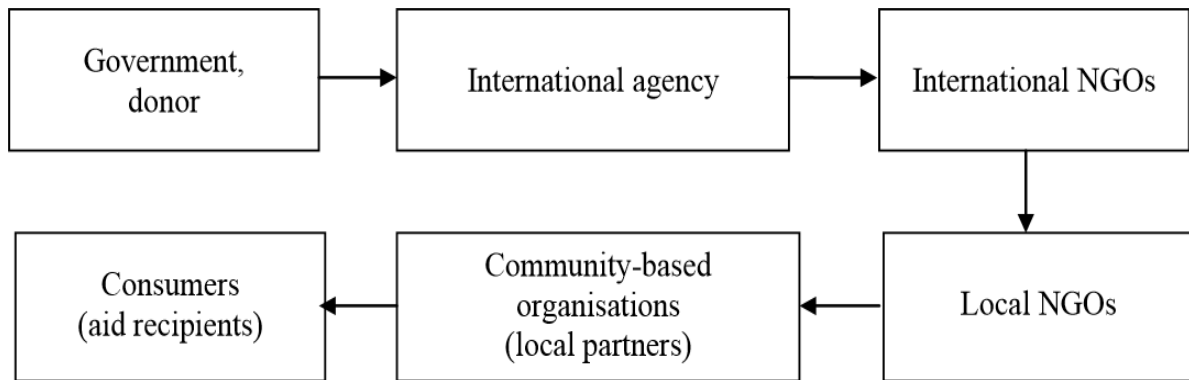 Government,
donor
International agency
International NGOs
Consumers
(aid recipients)
Community-based
organisations
(local partners)
Local NGOs